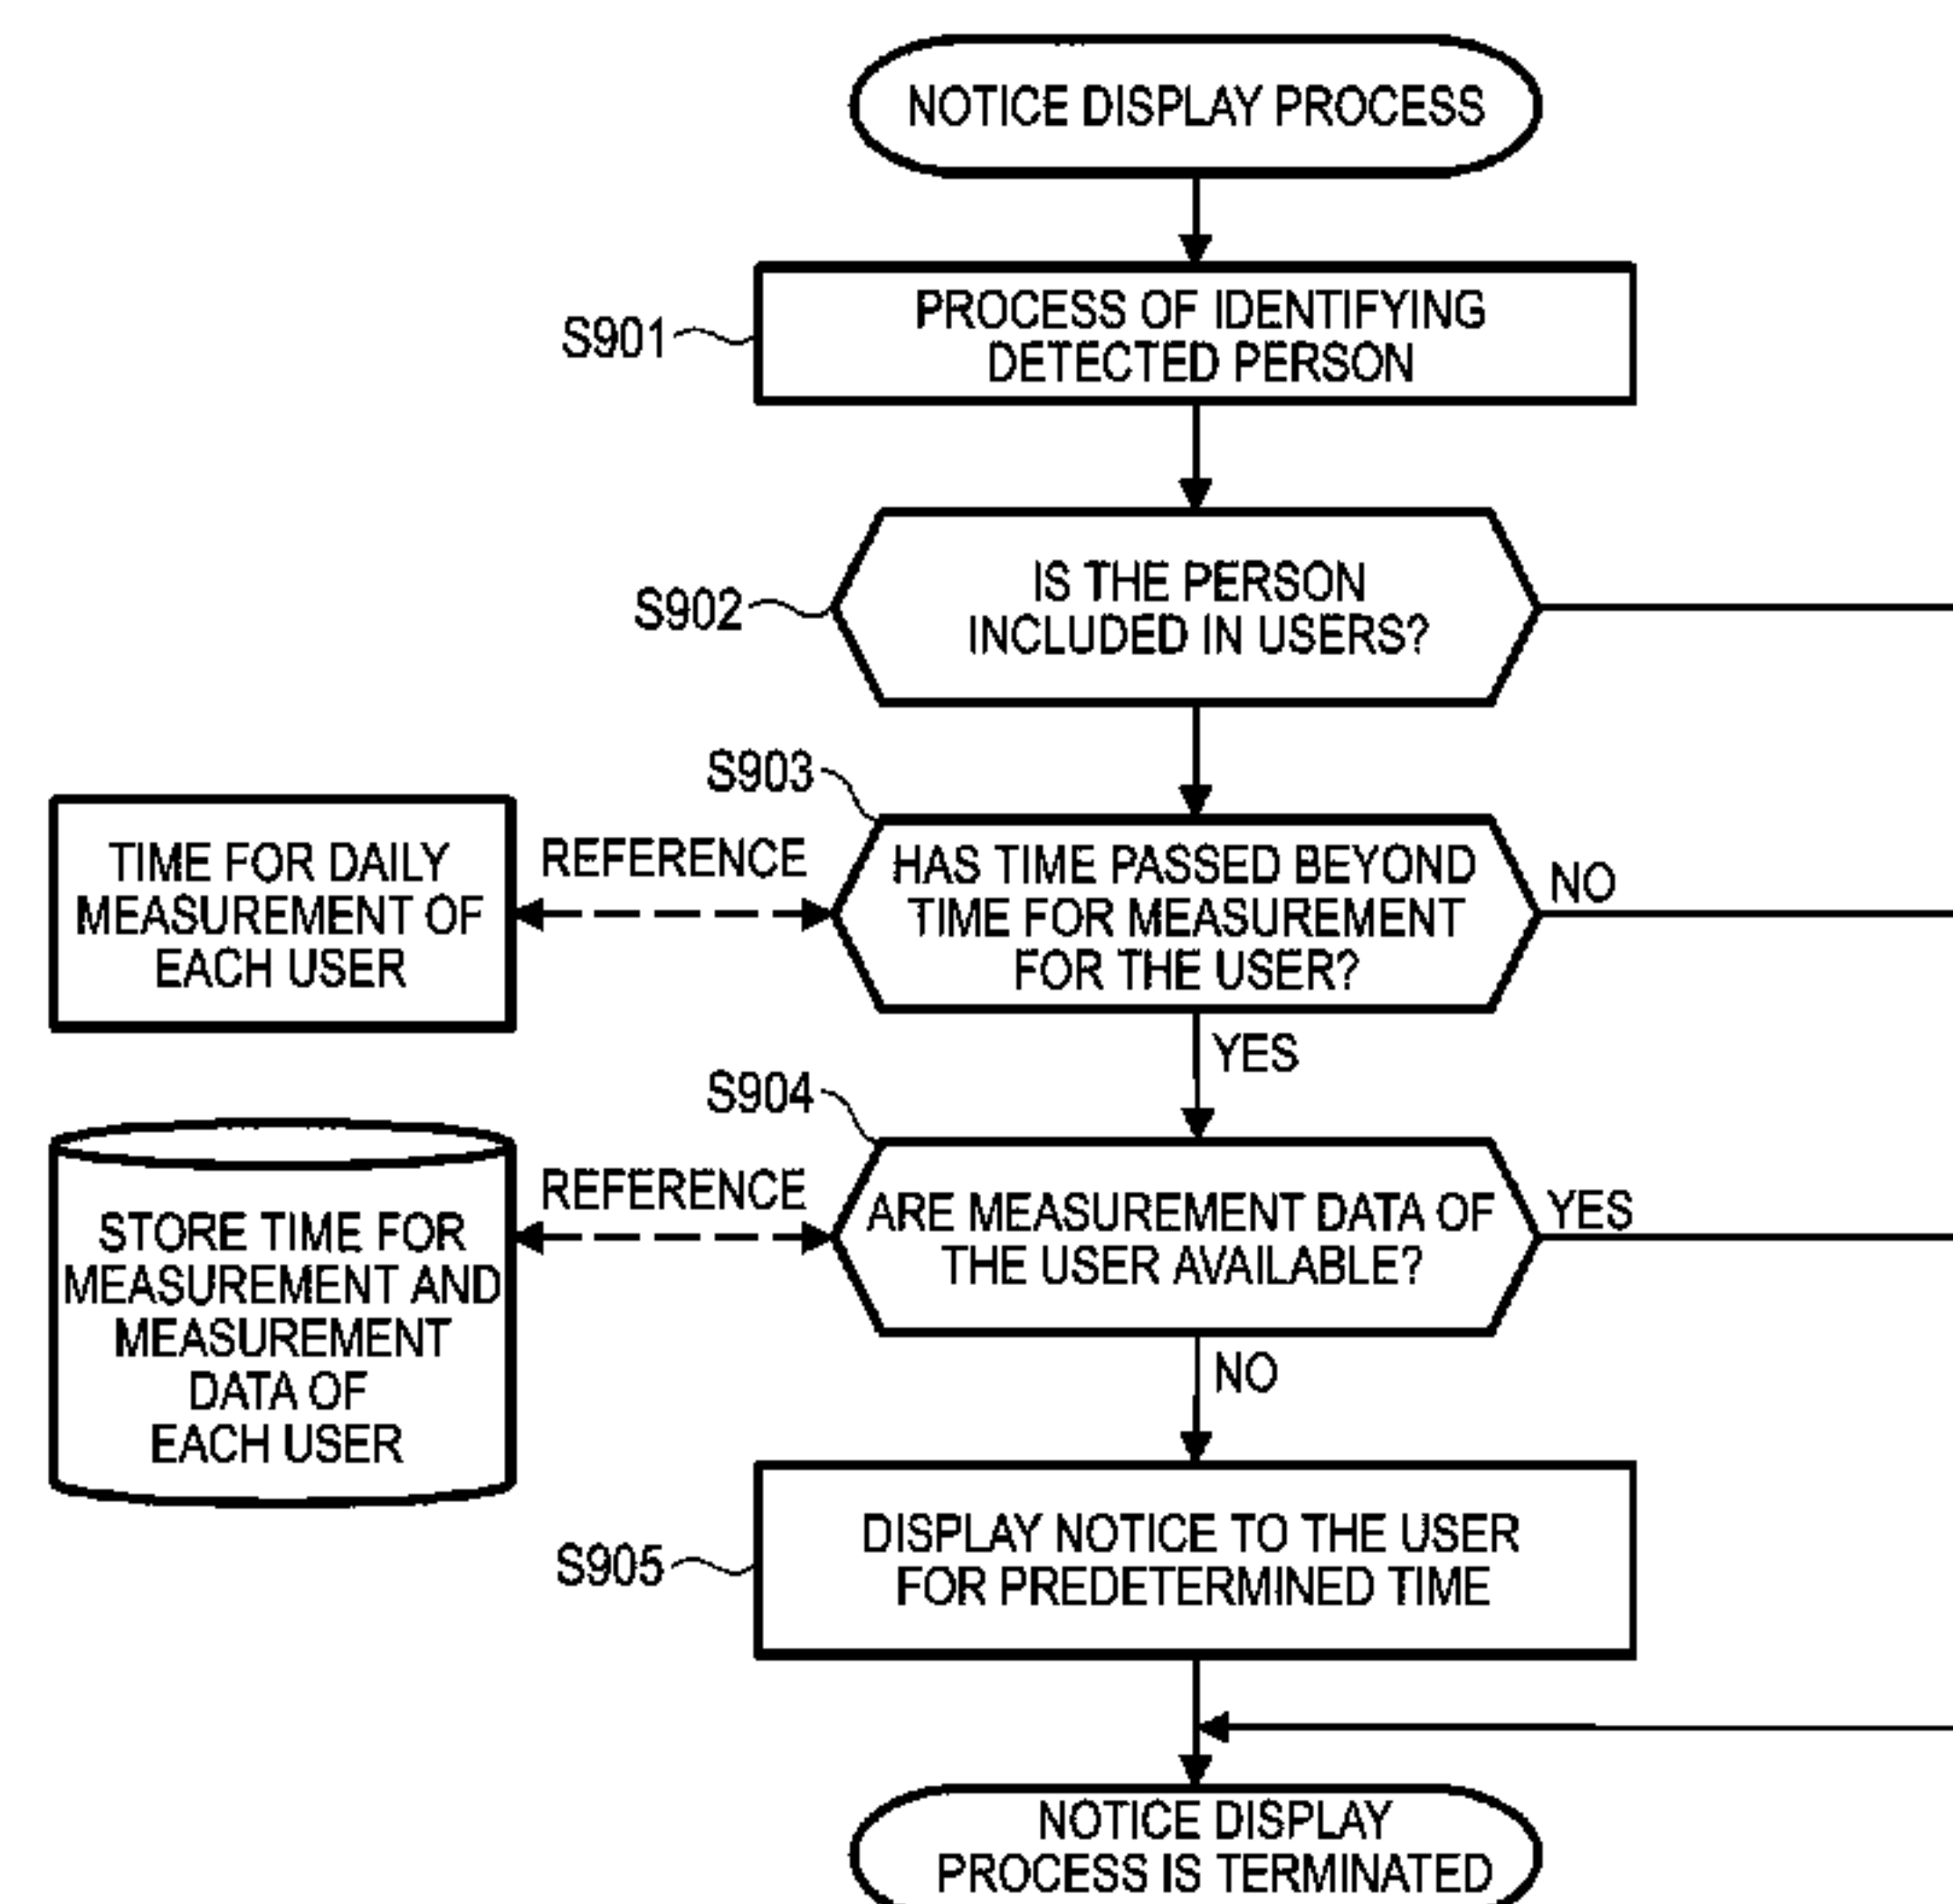 NOTICE DISPLAY PROCESS
S901
PROCESS OF IDENTIFYING
DETECTED PERSON
S902
IS THE PERSON
INCLUDED IN USERS?
S903
TIME FOR DAILY
MEASUREMENT OF
EACH USER
REFERENCE
HAS TIME PASSED BEYOND
TIME FOR MEASUREMENT
FOR THE USER?
NO
YES
S904
STORE TIME FOR
MEASUREMENT AND
MEASUREMENT
DATA OF
EACH USER
REFERENCE
ARE MEASUREMENT DATA OF
THE USER AVAILABLE?
YES
NO
S905
DISPLAY NOTICE TO THE USER
FOR PREDETERMINED TIME
NOTICE DISPLAY
PROCESS IS TERMINATED